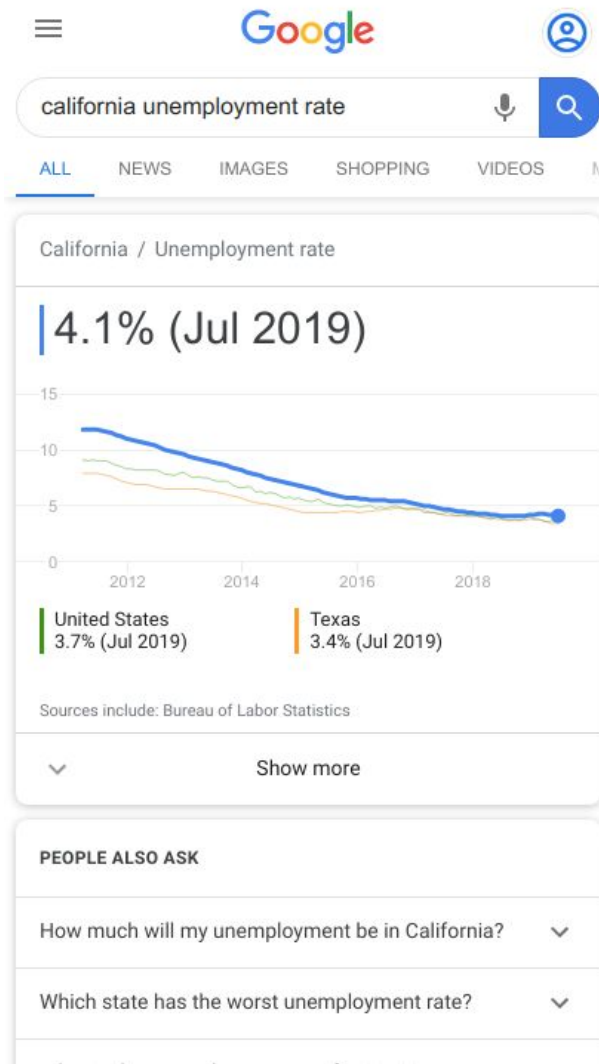 Google
california unemployment rate
ALL NEWS IMAGES SHOPPING VIDEOS
California / Unemployment rate
4.1% (Jul 2019)
15
10
5
0
2012 2014 2016 2018
United States Texas
3.7% (Jul 2019) 3.4% (Jul 2019)
Sources include: Bureau of Labor Statistics
Show more
PEOPLE ALSO ASK
How much will my unemployment be in California?
Which state has the worst unemployment rate?